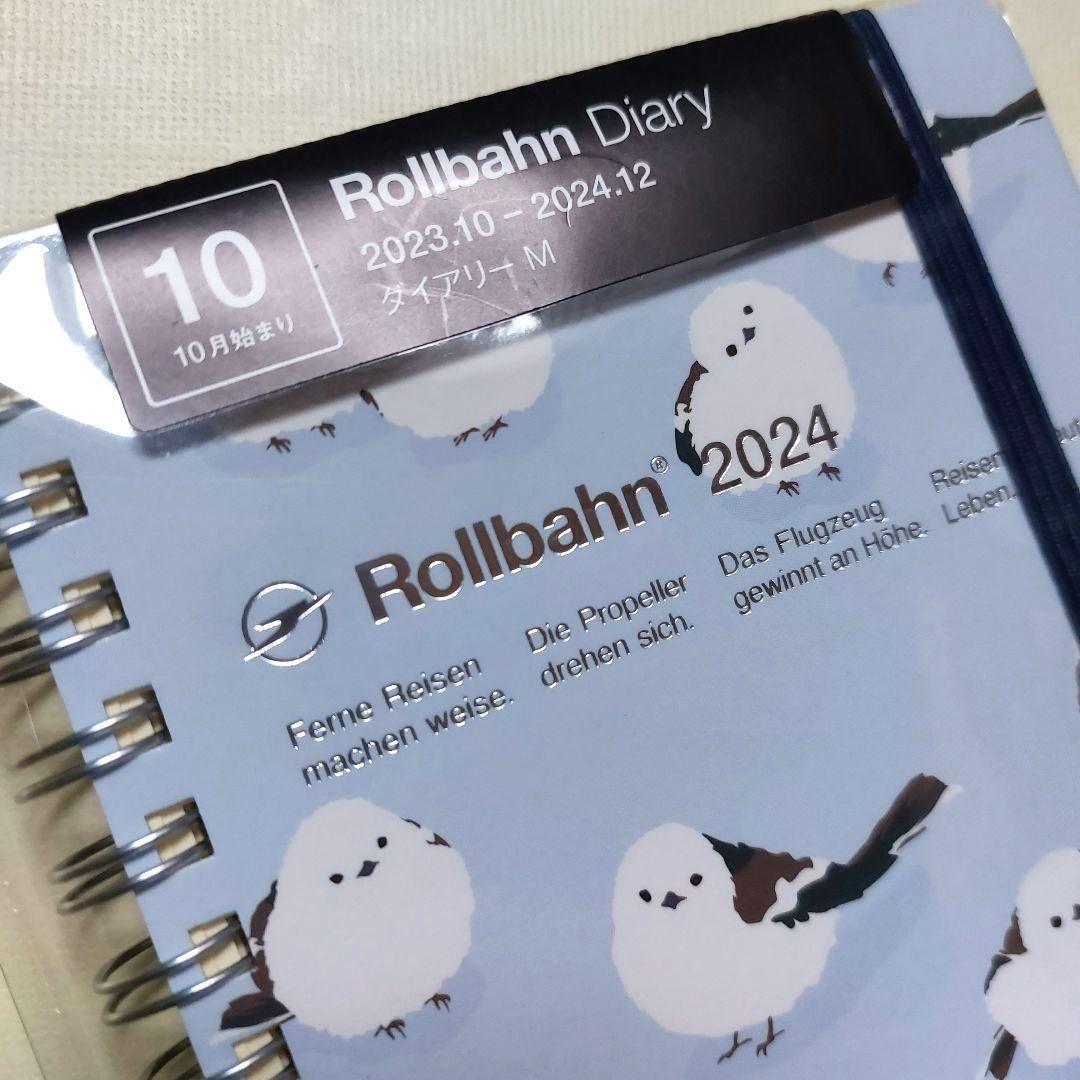 10
10月始まり
Rollbahn Diary
2023.10 – 2024.12
ダイアリー M
Rollbahn® 2024
Ferne Reisen
machen weise.
Die Propeller
drehen sich.
Das Flugzeug
gewinnt an Höhe.
Reisen
Leben.